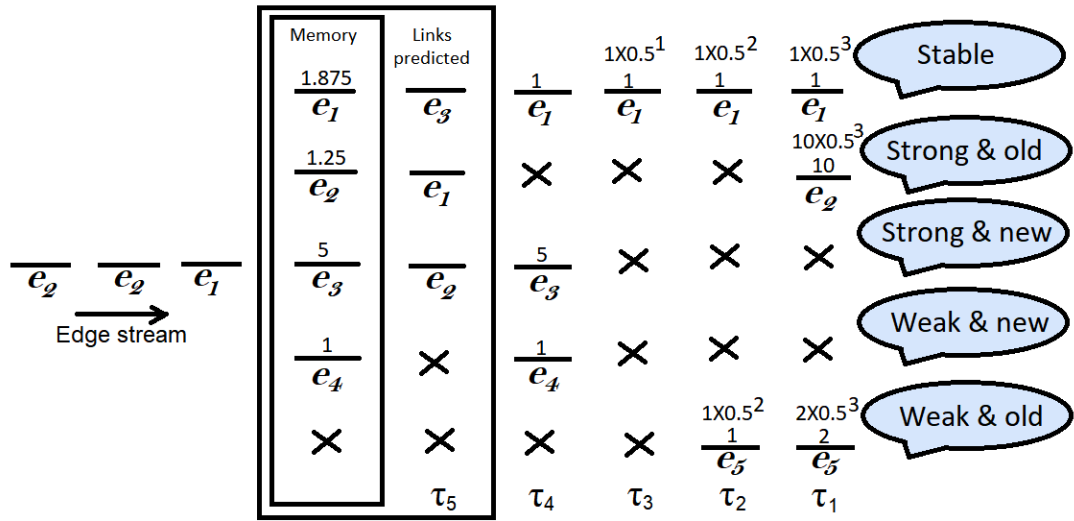 Memory Links predicted
1X0.5¹ 1X0.5² 1X0.5³ Stable
1.875 1 1 1 1
e₁ e₃ e₁ e₁ e₁ e₁
10X0.5³ Strong & old
1.25 10
e₂ e₁ e₂
Strong & new
5 5
e₂ e₂ e₁ e₃ e₂ e₃
Edge stream
Weak & new
1 1
e₄ e₄
1X0.5² 2X0.5³ Weak & old
1 2
e₅ e₅
τ₅ τ₄ τ₃ τ₂ τ₁